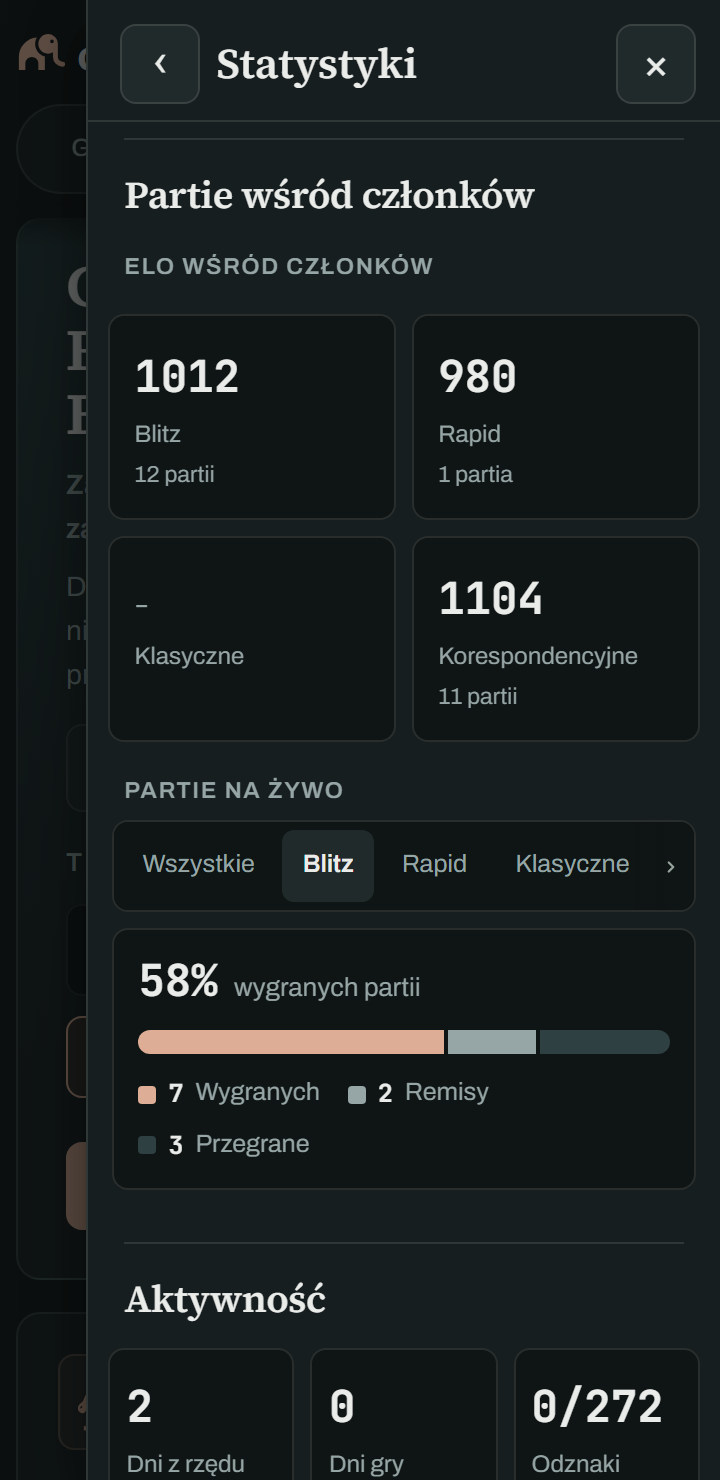 ‹ Statystyki ×
Partie wśród członków
ELO WŚRÓD CZŁONKÓW
1012
Blitz
12 partii
980
Rapid
1 partia
–
Klasyczne
1104
Korespondencyjne
11 partii
PARTIE NA ŻYWO
Wszystkie Blitz Rapid Klasyczne ›
58% wygranych partii
7 Wygranych 2 Remisy
3 Przegrane
Aktywność
2
Dni z rzędu
0
Dni gry
0/272
Odznaki